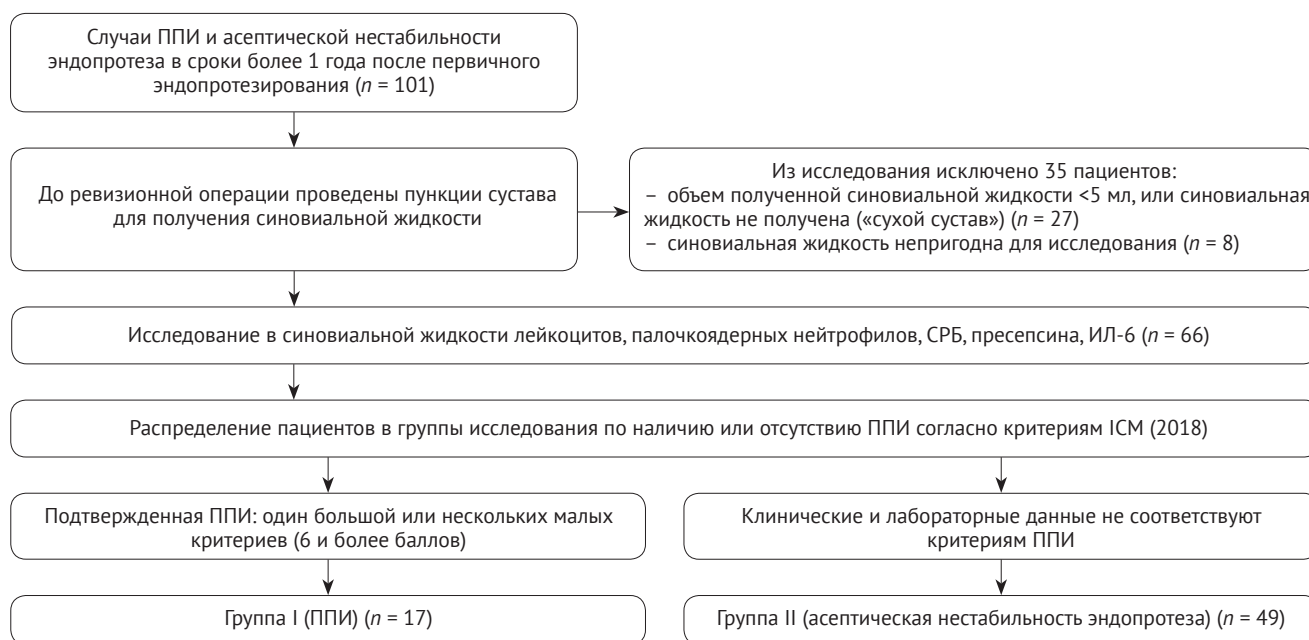 Случаи ППИ и асептической нестабильности
эндопротеза в сроки более 1 года после первичного
эндопротезирования (n = 101)
До ревизионной операции проведены пункции сустава
для получения синовиальной жидкости
Из исследования исключено 35 пациентов:
– объем полученной синовиальной жидкости <5 мл, или синовиальная
жидкость не получена («сухой сустав») (n = 27)
– синовиальная жидкость непригодна для исследования (n = 8)
Исследование в синовиальной жидкости лейкоцитов, палочкоядерных нейтрофилов, СРБ, пресепсина, ИЛ-6 (n = 66)
Распределение пациентов в группы исследования по наличию или отсутствию ППИ согласно критериям ICM (2018)
Подтвержденная ППИ: один большой или нескольких малых
критериев (6 и более баллов)
Клинические и лабораторные данные не соответствуют
критериям ППИ
Группа I (ППИ) (n = 17)
Группа II (асептическая нестабильность эндопротеза) (n = 49)